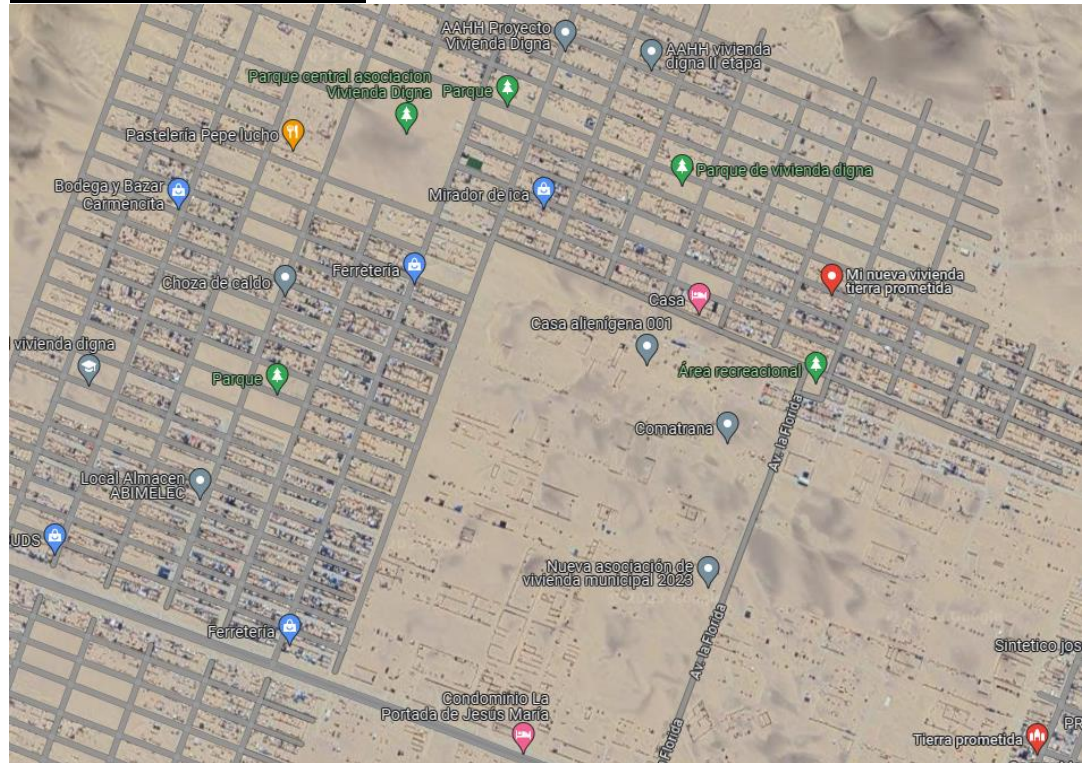 AAHH Proyecto
Vivienda Digna
AAHH vivienda
digna II etapa
Parque central asociacion
Vivienda Digna
Parque
Pastelería Pepe lucho
Parque de vivienda digna
Bodega y Bazar
Carmencita
Mirador de ica
Ferretería
Choza de caldo
Mi nueva vivienda
tierra prometida
Casa
Casa alienígena 001
l vivienda digna
Parque
Área recreacional
Comatrana
Av. la Florida
Local Almacen
ABIMELEC
UDS
Nueva asociación de
vivienda municipal 2023
Av. la Florida
Ferretería
Sintetico jos
Condominio La
Portada de Jesús María
Florida
PR
Tierra prometida